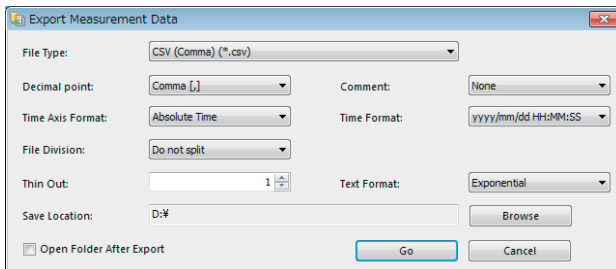 Export Measurement Data
File Type: CSV (Comma) (*.csv)
Decimal point: Comma [,] Comment: None
Time Axis Format: Absolute Time Time Format: yyyy/mm/dd HH:MM:SS
File Division: Do not split
Thin Out: 1 Text Format: Exponential
Save Location: D:¥ Browse
Open Folder After Export Go Cancel